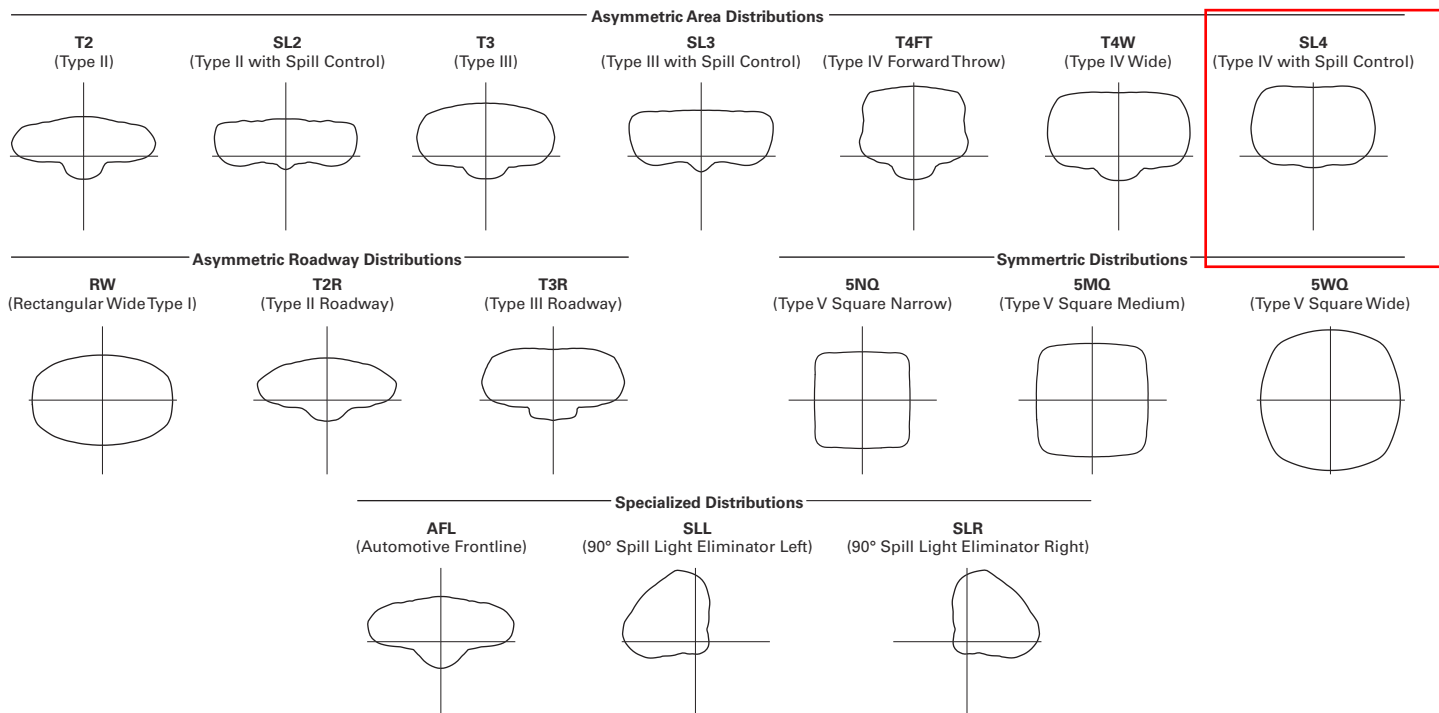 Asymmetric Area Distributions
T2
(Type II)
SL2
(Type II with Spill Control)
T3
(Type III)
SL3
(Type III with Spill Control)
T4FT
(Type IV Forward Throw)
T4W
(Type IV Wide)
SL4
(Type IV with Spill Control)
Asymmetric Roadway Distributions
RW
(Rectangular Wide Type I)
T2R
(Type II Roadway)
T3R
(Type III Roadway)
Symmertric Distributions
5NQ
(Type V Square Narrow)
5MQ
(Type V Square Medium)
5WQ
(Type V Square Wide)
Specialized Distributions
AFL
(Automotive Frontline)
SLL
(90° Spill Light Eliminator Left)
SLR
(90° Spill Light Eliminator Right)